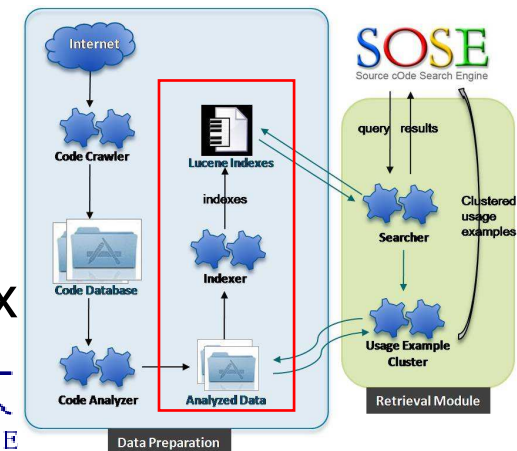 Internet
SOSE
Source cOde Search Engine
Code Crawler
Lucene Indexes
query results
indexes
Clustered
usage
examples
Searcher
Code Database
Indexer
X
Usage Example
Cluster
Code Analyzer
Analyzed Data
E
Retrieval Module
Data Preparation